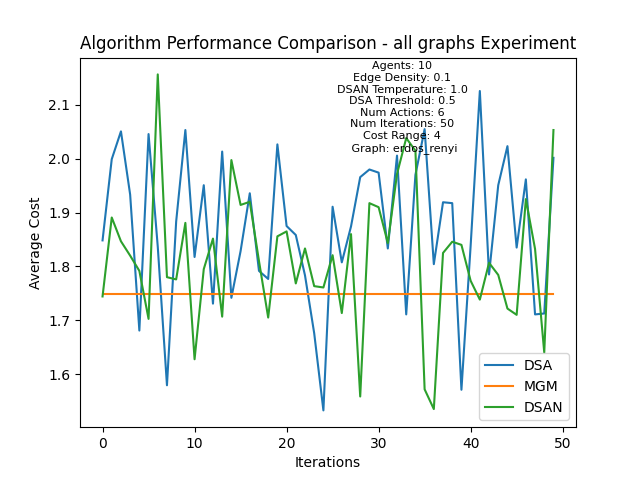 Algorithm Performance Comparison - all graphs Experiment
Agents: 10
Edge Density: 0.1
DSAN Temperature: 1.0
DSA Threshold: 0.5
Num Actions: 6
Num Iterations: 50
Cost Range: 4
Graph: erdos_renyi
Average Cost
2.1
2.0
1.9
1.8
1.7
1.6
DSA
MGM
DSAN
0 10 20 30 40 50
Iterations